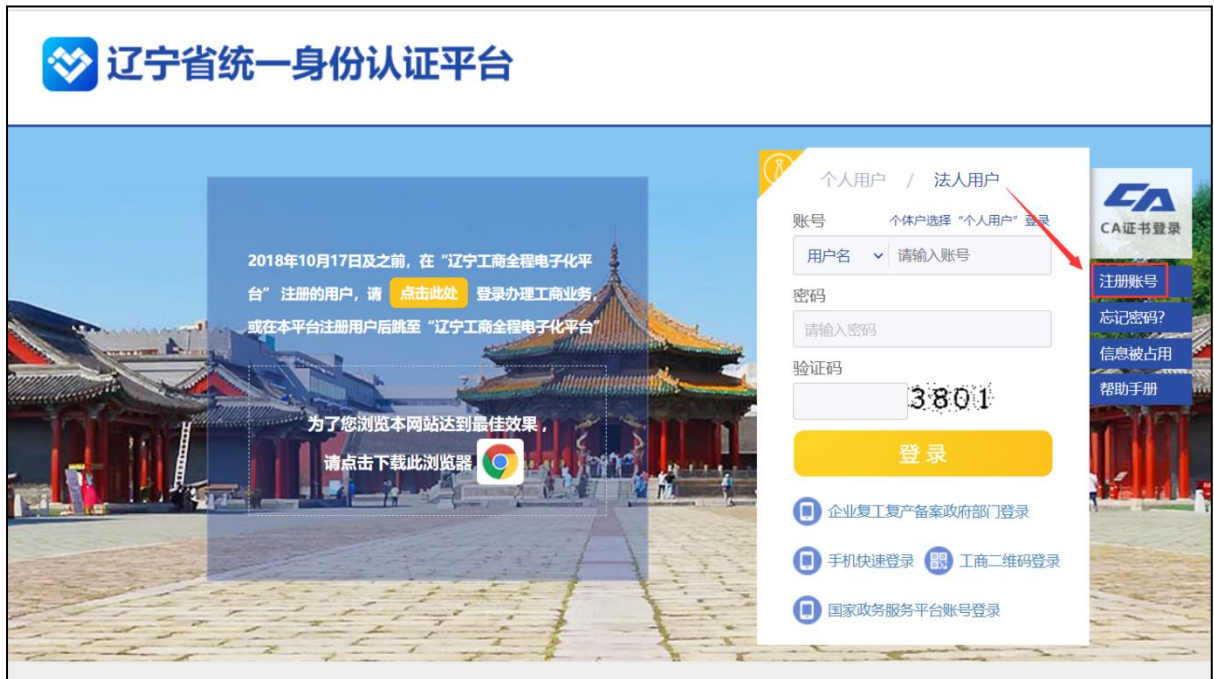 辽宁省统一身份认证平台
2018年10月17日及之前，在“辽宁工商全程电子化平
台”注册的用户，请 点击此处 登录办理工商业务，
或在本平台注册用户后跳至“辽宁工商全程电子化平台”
为了您浏览本网站达到最佳效果，
请点击下载此浏览器
个人用户 / 法人用户
账号 个体户选择“个人用户”登录
用户名 请输入账号
密码
请输入密码
验证码
3801
登录
企业复工复产备案政府部门登录
手机快速登录 工商二维码登录
国家政务服务平台账号登录
CA
CA证书登录
注册账号
忘记密码?
信息被占用
帮助手册